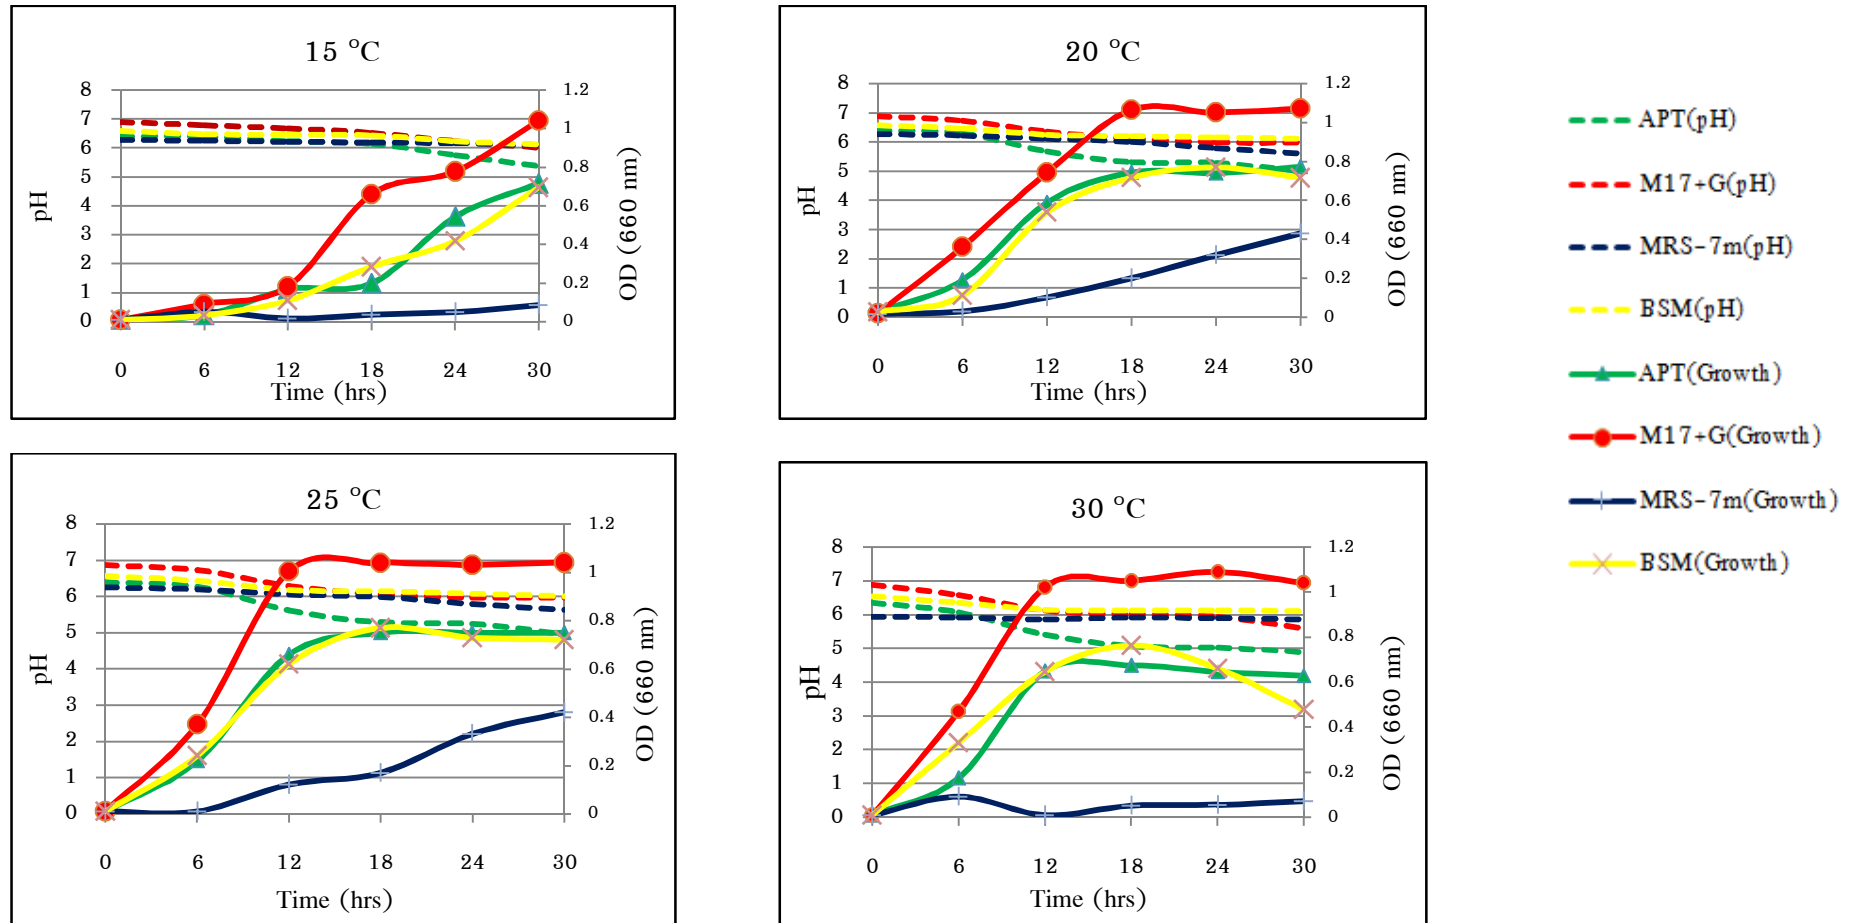 15 °C
8
7
6
5
4
3
2
1
0
pH
1.2
1
0.8
0.6
0.4
0.2
0
OD (660 nm)
0 6 12 18 24 30
Time (hrs)
20 °C
8
7
6
5
4
3
2
1
0
pH
1.2
1
0.8
0.6
0.4
0.2
0
OD (660 nm)
0 6 12 18 24 30
Time (hrs)
25 °C
8
7
6
5
4
3
2
1
0
pH
1.2
1
0.8
0.6
0.4
0.2
0
OD (660 nm)
0 6 12 18 24 30
Time (hrs)
30 °C
8
7
6
5
4
3
2
1
0
pH
1.2
1
0.8
0.6
0.4
0.2
0
OD (660 nm)
0 6 12 18 24 30
Time (hrs)
APT(pH)
M17+G(pH)
MRS-7m(pH)
BSM(pH)
APT(Growth)
M17+G(Growth)
MRS-7m(Growth)
BSM(Growth)